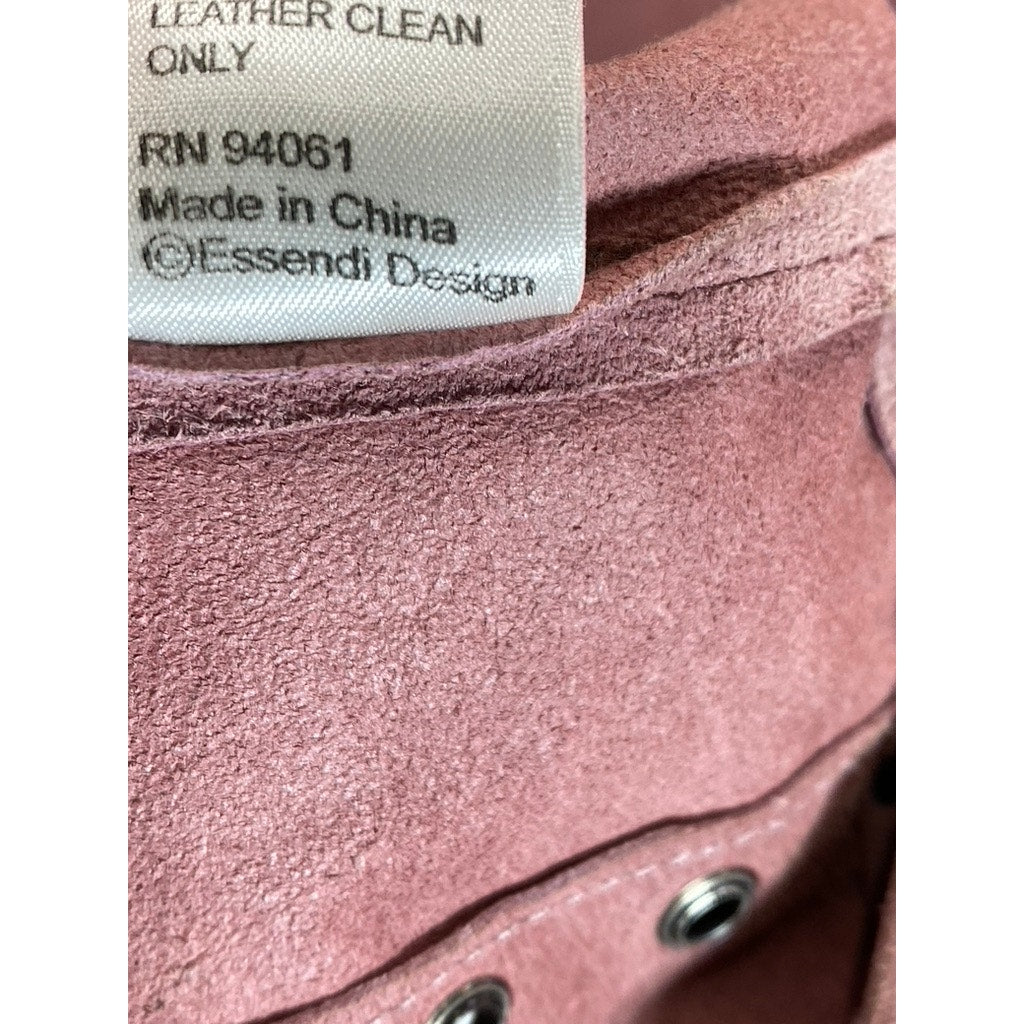 LEATHER CLEAN
ONLY
RN 94061
Made in China
©Essendi Design